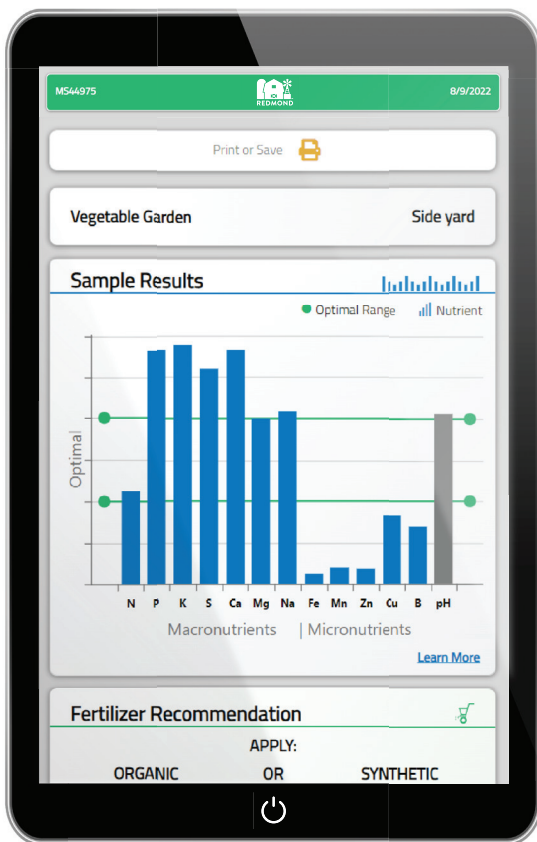 MS44975
REDMOND
8/9/2022
Print or Save
Vegetable Garden
Side yard
Sample Results
Optimal Range
Nutrient
Optimal
N P K S Ca Mg Na Fe Mn Zn Cu B pH
Macronutrients | Micronutrients
Learn More
Fertilizer Recommendation
APPLY:
ORGANIC OR SYNTHETIC